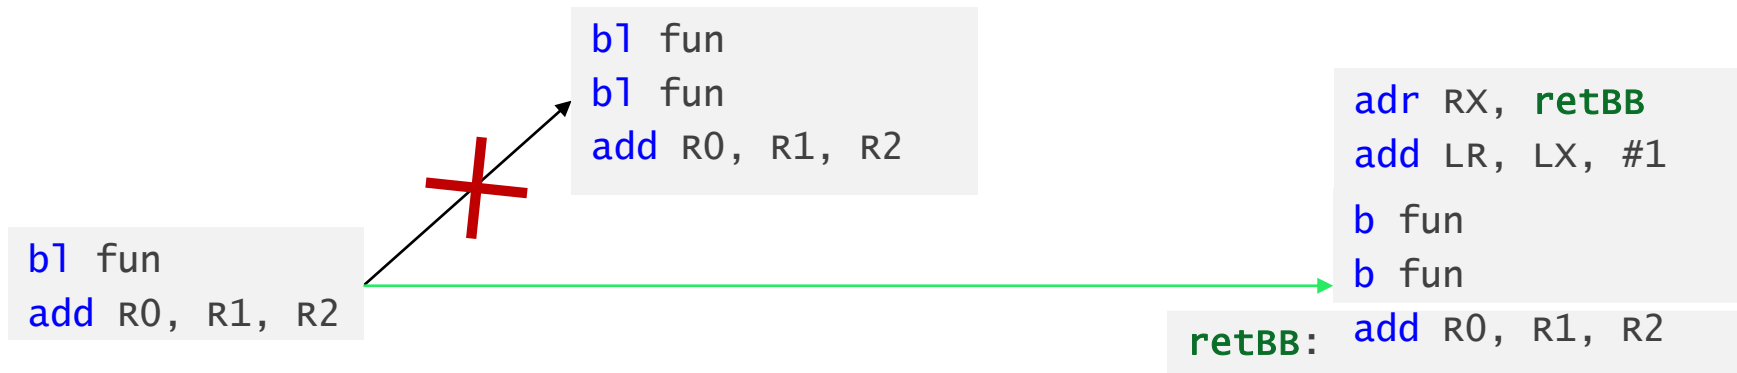 bl fun
bl fun
add R0, R1, R2
bl fun
add R0, R1, R2
adr RX, retBB
add LR, LX, #1
b fun
b fun
retBB: add R0, R1, R2